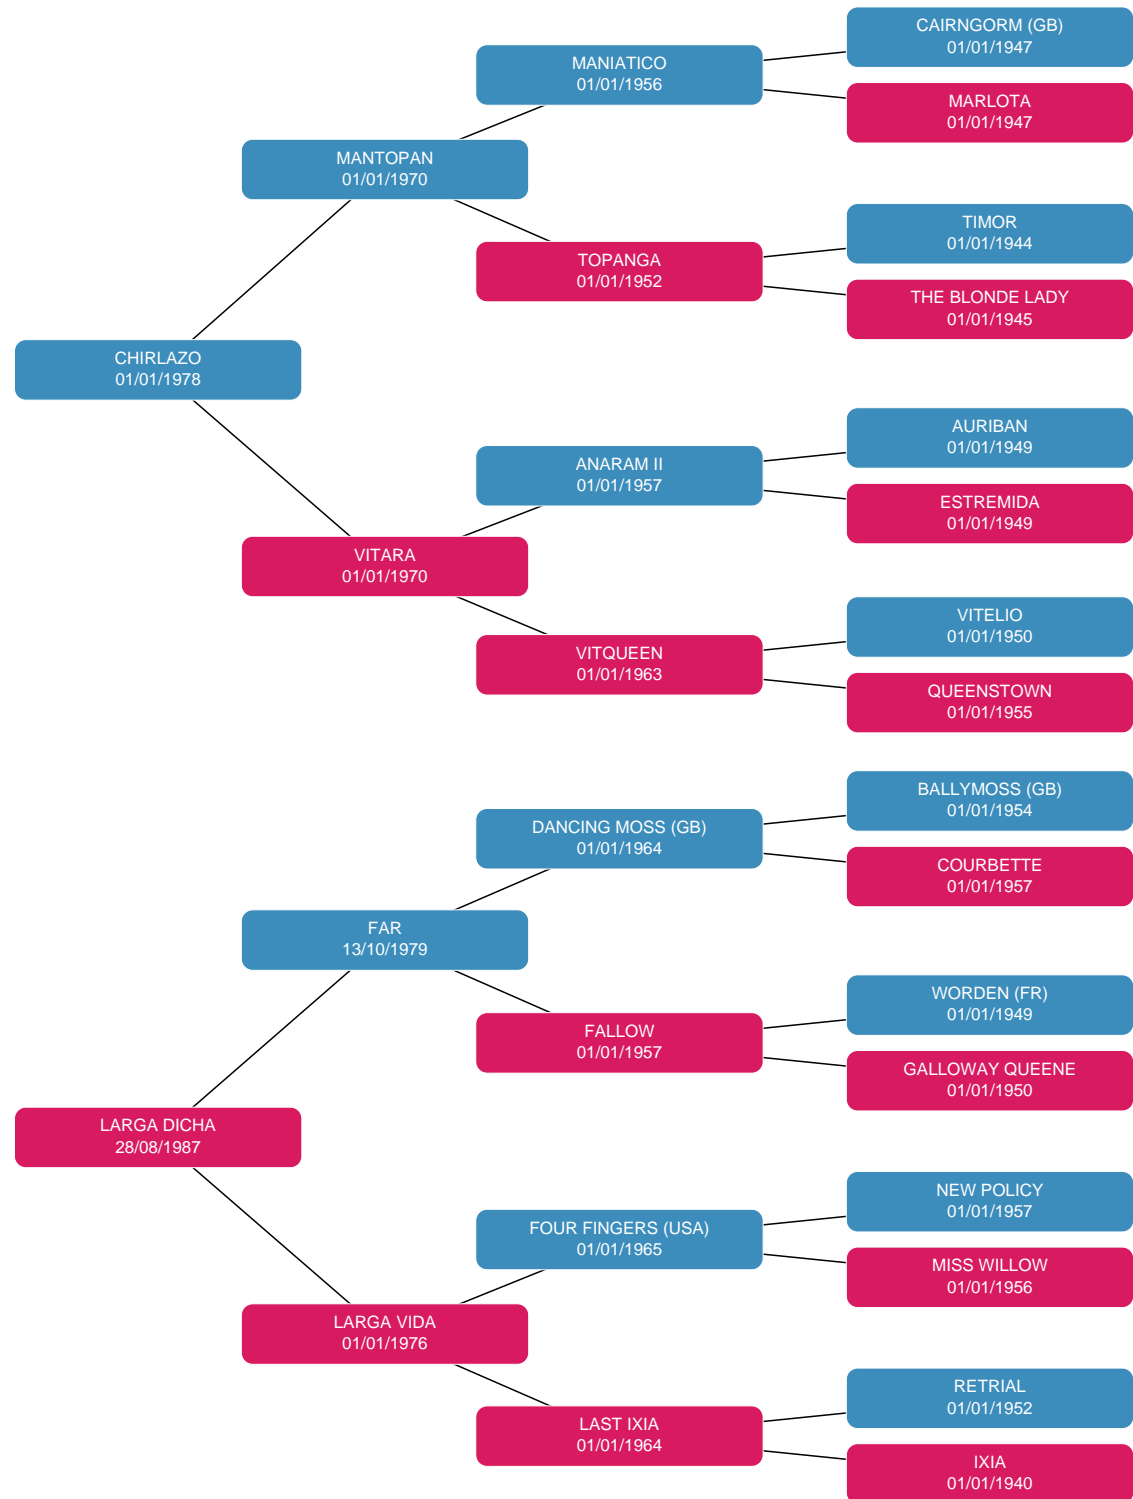 CAIRNGORM (GB)
01/01/1947
MANIATICO
01/01/1956
MARLOTA
01/01/1947
MANTOPAN
01/01/1970
TIMOR
01/01/1944
TOPANGA
01/01/1952
THE BLONDE LADY
01/01/1945
CHIRLAZO
01/01/1978
AURIBAN
01/01/1949
ANARAM II
01/01/1957
ESTREMIDA
01/01/1949
VITARA
01/01/1970
VITELIO
01/01/1950
VITQUEEN
01/01/1963
QUEENSTOWN
01/01/1955
BALLYMOSS (GB)
01/01/1954
DANCING MOSS (GB)
01/01/1964
COURBETTE
01/01/1957
FAR
13/10/1979
WORDEN (FR)
01/01/1949
FALLOW
01/01/1957
GALLOWAY QUEENE
01/01/1950
LARGA DICHA
28/08/1987
NEW POLICY
01/01/1957
FOUR FINGERS (USA)
01/01/1965
MISS WILLOW
01/01/1956
LARGA VIDA
01/01/1976
RETRIAL
01/01/1952
LAST IXIA
01/01/1964
IXIA
01/01/1940